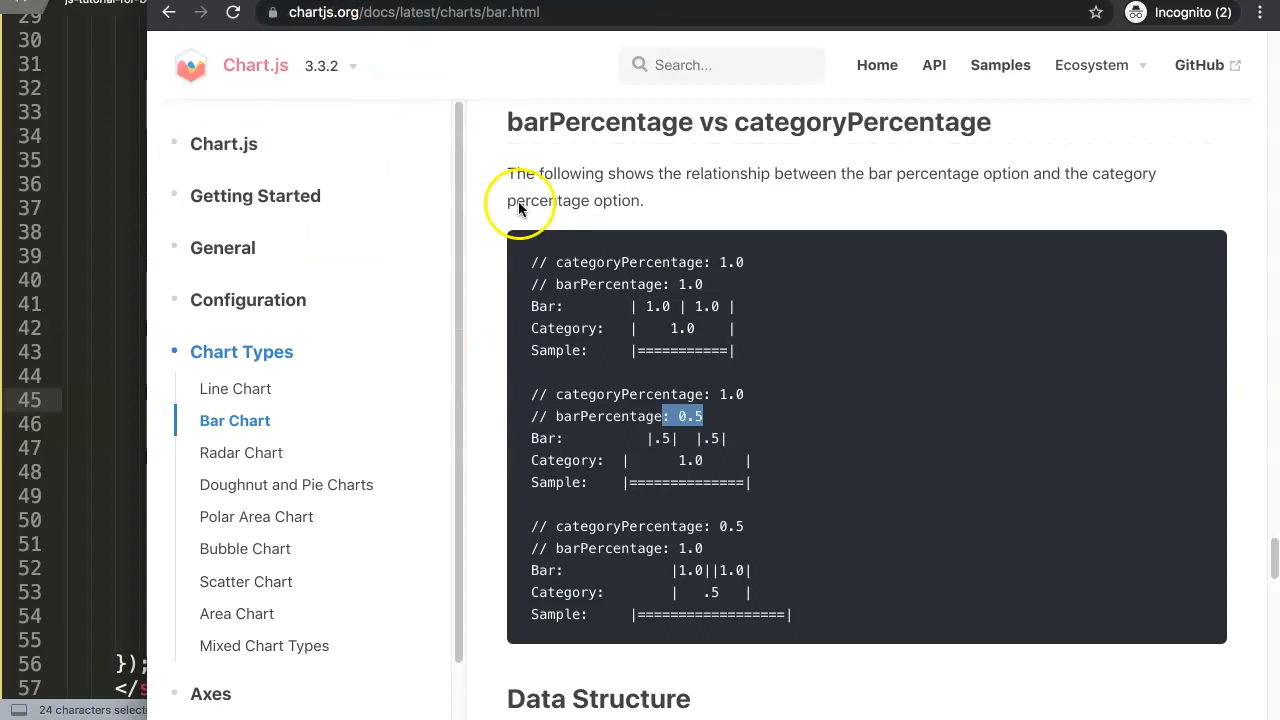 29
30
31
32
33
34
35
36
37
38
39
40
41
42
43
44
45
46
47
48
49
50
51
52
53
54
55
56 });
57 </s
24 characters select
chartjs.org/docs/latest/charts/bar.html
Incognito (2)
Chart.js 3.3.2
Search...
Home API Samples Ecosystem GitHub
Chart.js
Getting Started
General
Configuration
Chart Types
Line Chart
Bar Chart
Radar Chart
Doughnut and Pie Charts
Polar Area Chart
Bubble Chart
Scatter Chart
Area Chart
Mixed Chart Types
Axes
barPercentage vs categoryPercentage
The following shows the relationship between the bar percentage option and the category
percentage option.
// categoryPercentage: 1.0
// barPercentage: 1.0
Bar:        | 1.0 | 1.0 |
Category:   |    1.0    |
Sample:     |===========|
// categoryPercentage: 1.0
// barPercentage: 0.5
Bar:          |.5|  |.5|
Category:  |      1.0     |
Sample:    |==============|
// categoryPercentage: 0.5
// barPercentage: 1.0
Bar:             |1.0||1.0|
Category:        |   .5   |
Sample:     |==================|
Data Structure